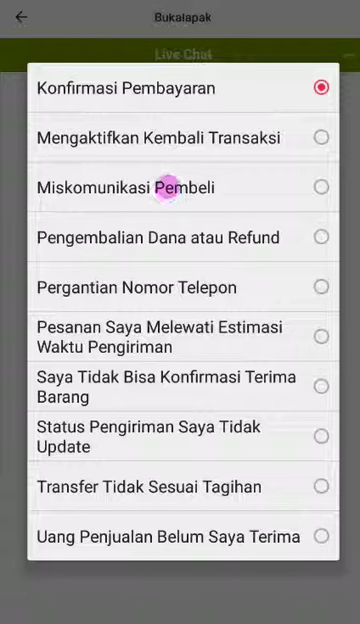 Bukalapak
Live Chat
Konfirmasi Pembayaran
Mengaktifkan Kembali Transaksi
Miskomunikasi Pembeli
Pengembalian Dana atau Refund
Pergantian Nomor Telepon
Pesanan Saya Melewati Estimasi
Waktu Pengiriman
Saya Tidak Bisa Konfirmasi Terima
Barang
Status Pengiriman Saya Tidak
Update
Transfer Tidak Sesuai Tagihan
Uang Penjualan Belum Saya Terima